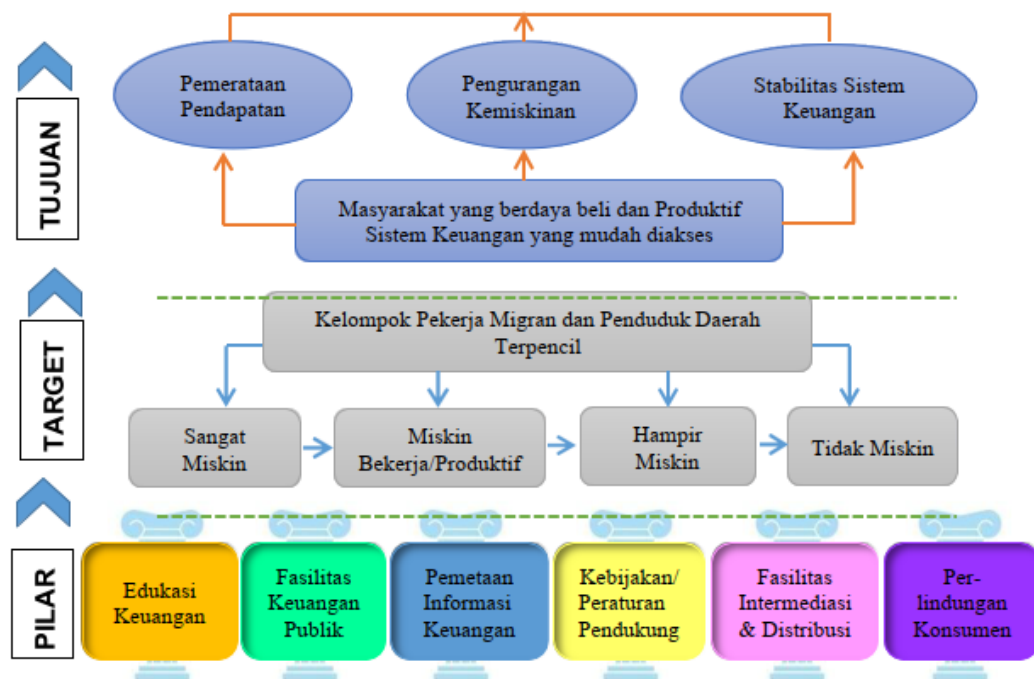 TUJUAN
Pemerataan
Pendapatan
Pengurangan
Kemiskinan
Stabilitas Sistem
Keuangan
Masyarakat yang berdaya beli dan Produktif
Sistem Keuangan yang mudah diakses
TARGET
Kelompok Pekerja Migran dan Penduduk Daerah
Terpencil
Sangat
Miskin
Miskin
Bekerja/Produktif
Hampir
Miskin
Tidak Miskin
PILAR
Edukasi
Keuangan
Fasilitas
Keuangan
Publik
Pemetaan
Informasi
Keuangan
Kebijakan/
Peraturan
Pendukung
Fasilitas
Intermediasi
& Distribusi
Per-
lindungan
Konsumen